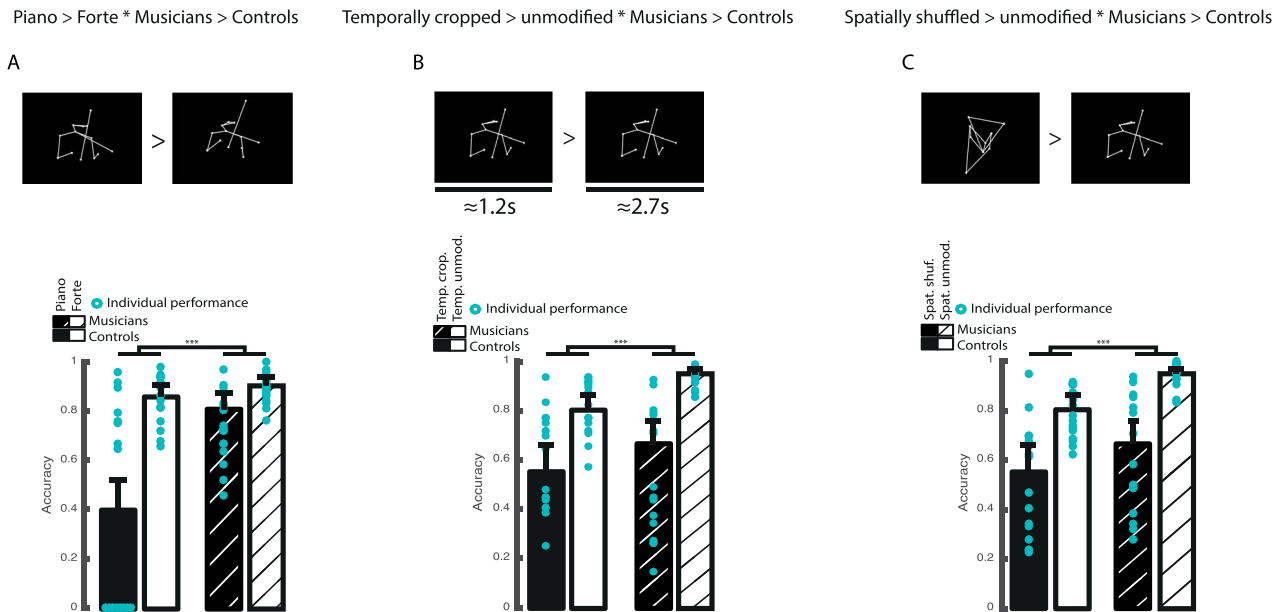 Piano > Forte * Musicians > Controls
Temporally cropped > unmodified * Musicians > Controls
Spatially shuffled > unmodified * Musicians > Controls
A
B
C
>
>
>
≈1.2s
≈2.7s
Piano
Forte
Individual performance
Musicians
Controls
***
1
0.8
0.6
0.4
0.2
0
Accuracy
Temp. crop.
Temp. unmod.
Individual performance
Musicians
Controls
***
1
0.8
0.6
0.4
0.2
0
Accuracy
Spat. shuf.
Spat. unmod.
Individual performance
Musicians
Controls
***
1
0.8
0.6
0.4
0.2
0
Accuracy